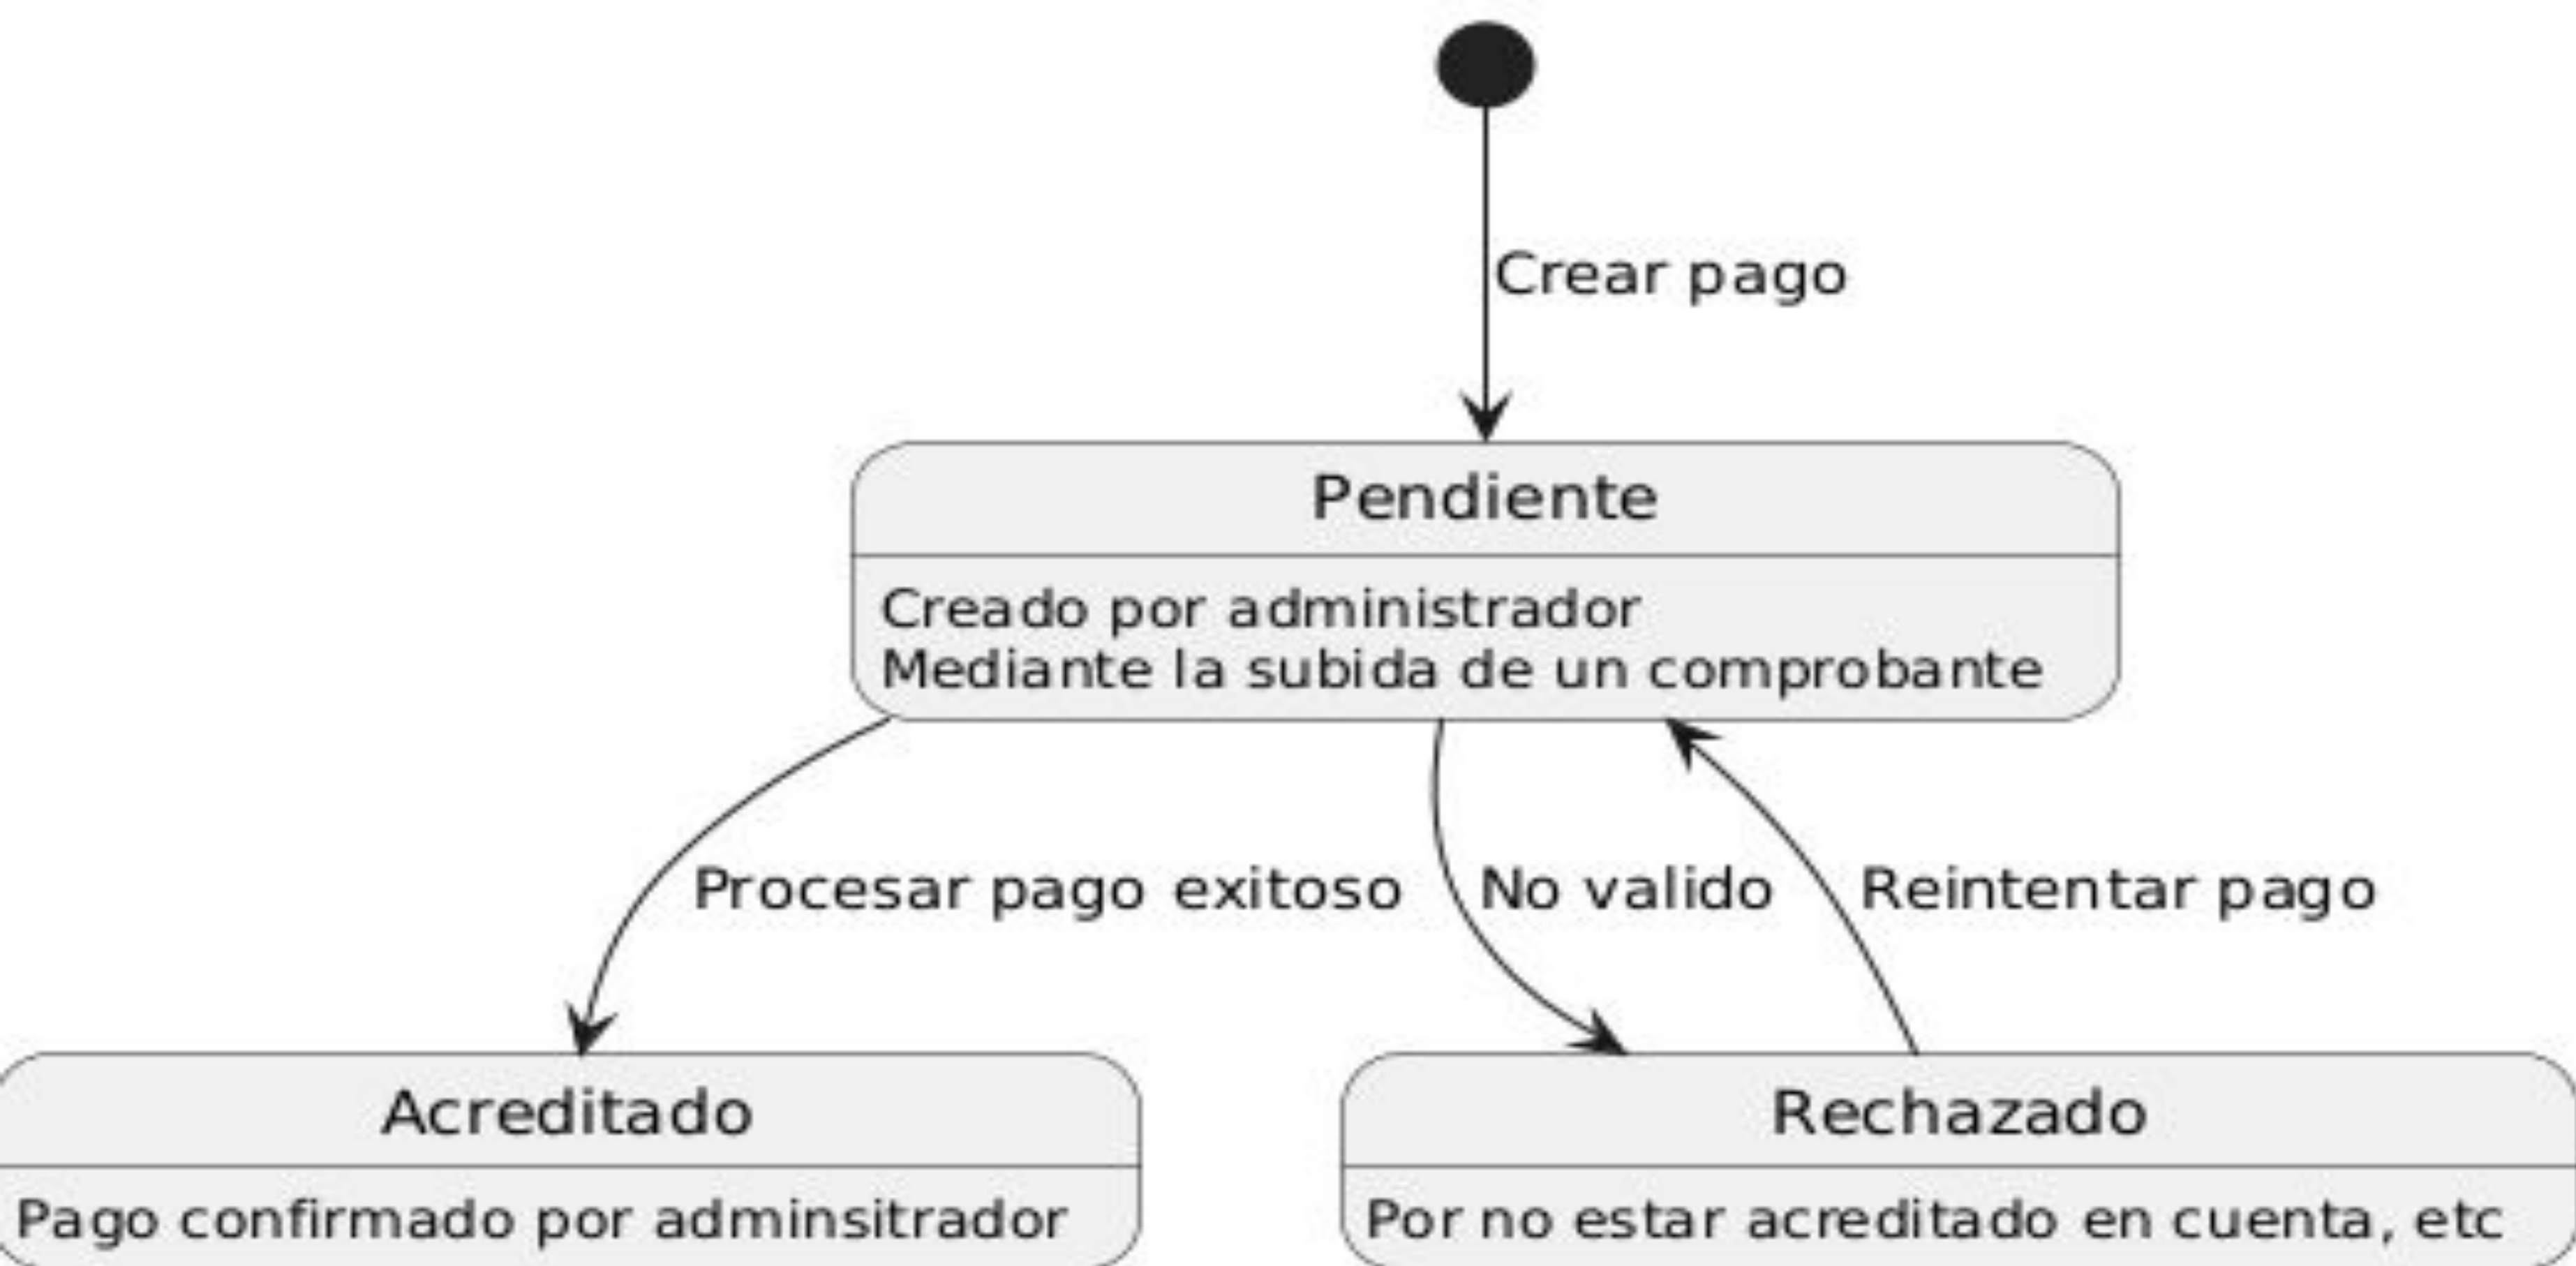 Crear pago
Pendiente
Creado por administrador
Mediante la subida de un comprobante
Procesar pago exitoso
No valido
Reintentar pago
Acreditado
Pago confirmado por adminsitrador
Rechazado
Por no estar acreditado en cuenta, etc